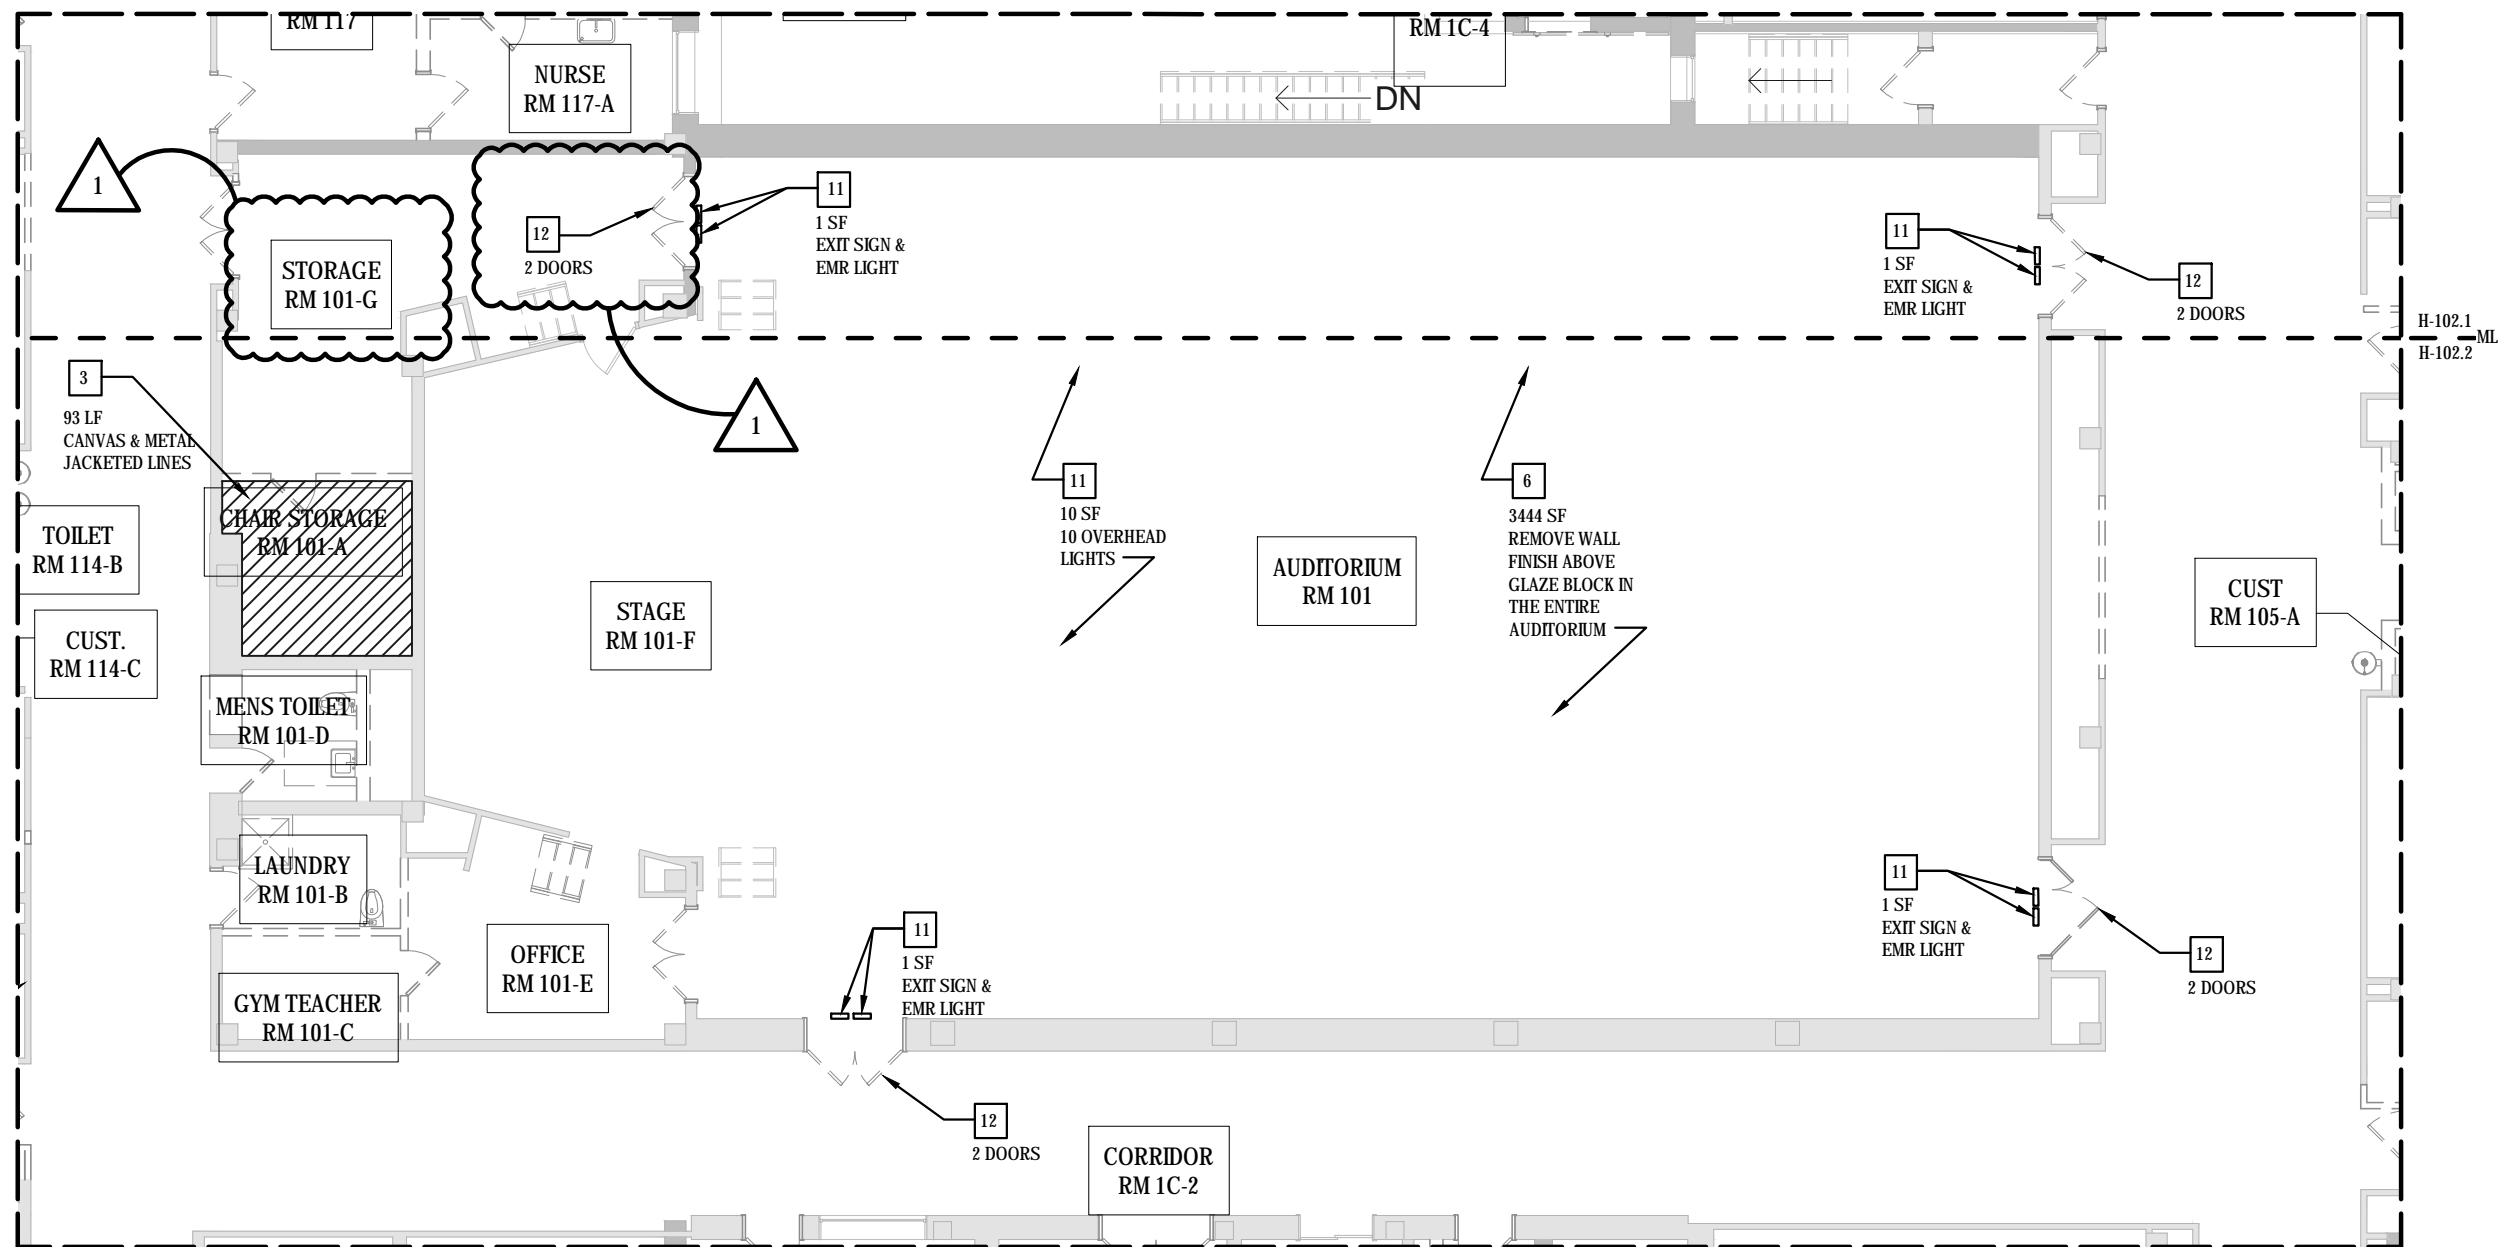 RM 117
NURSE
RM 117-A
RM 1C-4
DN
1
12
2 DOORS
11
1 SF
EXIT SIGN &
EMR LIGHT
STORAGE
RM 101-G
11
1 SF
EXIT SIGN &
EMR LIGHT
12
2 DOORS
H-102.1
ML
H-102.2
3
93 LF
CANVAS & METAL
JACKETED LINES
1
CHAIR STORAGE
RM 101-A
TOILET
RM 114-B
CUST.
RM 114-C
STAGE
RM 101-F
11
10 SF
10 OVERHEAD
LIGHTS
AUDITORIUM
RM 101
6
3444 SF
REMOVE WALL
FINISH ABOVE
GLAZE BLOCK IN
THE ENTIRE
AUDITORIUM
CUST
RM 105-A
MENS TOILET
RM 101-D
LAUNDRY
RM 101-B
OFFICE
RM 101-E
GYM TEACHER
RM 101-C
11
1 SF
EXIT SIGN &
EMR LIGHT
11
1 SF
EXIT SIGN &
EMR LIGHT
12
2 DOORS
12
2 DOORS
CORRIDOR
RM 1C-2